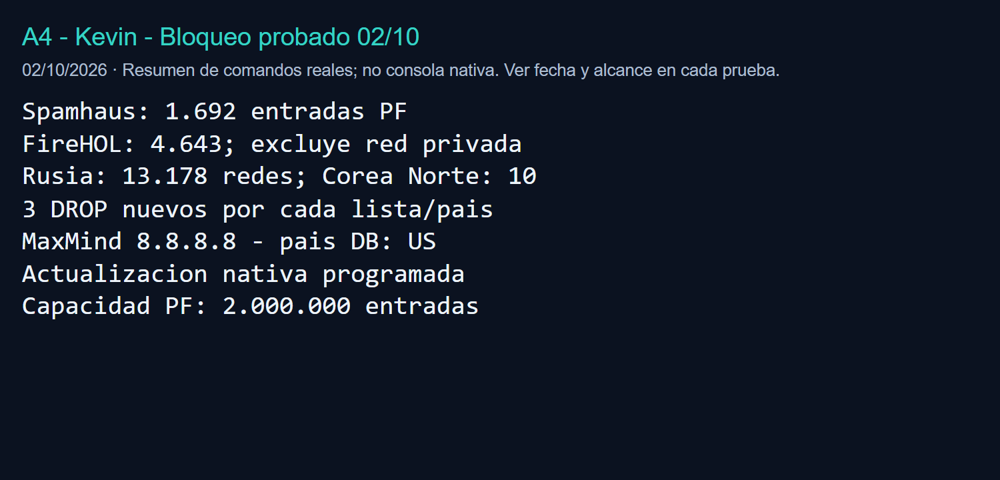 A4 - Kevin - Bloqueo probado 02/10
02/10/2026 · Resumen de comandos reales; no consola nativa. Ver fecha y alcance en cada prueba.
Spamhaus: 1.692 entradas PF
FireHOL: 4.643; excluye red privada
Rusia: 13.178 redes; Corea Norte: 10
3 DROP nuevos por cada lista/pais
MaxMind 8.8.8.8 - pais DB: US
Actualizacion nativa programada
Capacidad PF: 2.000.000 entradas